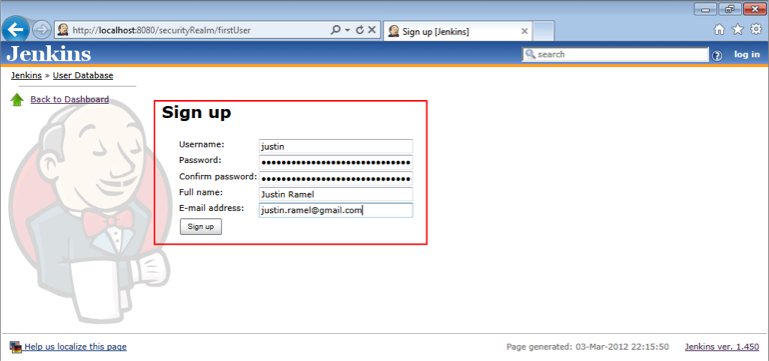 http://localhost:8080/securityRealm/firstUser
Sign up [Jenkins]
Jenkins
search
log in
Jenkins » User Database
Back to Dashboard
Sign up
Username: justin
Password: ••••••••••••••••••••••••••••••
Confirm password: ••••••••••••••••••••••••••••••
Full name: Justin Ramel
E-mail address: justin.ramel@gmail.com
Sign up
Help us localize this page
Page generated: 03-Mar-2012 22:15:50
Jenkins ver. 1.450